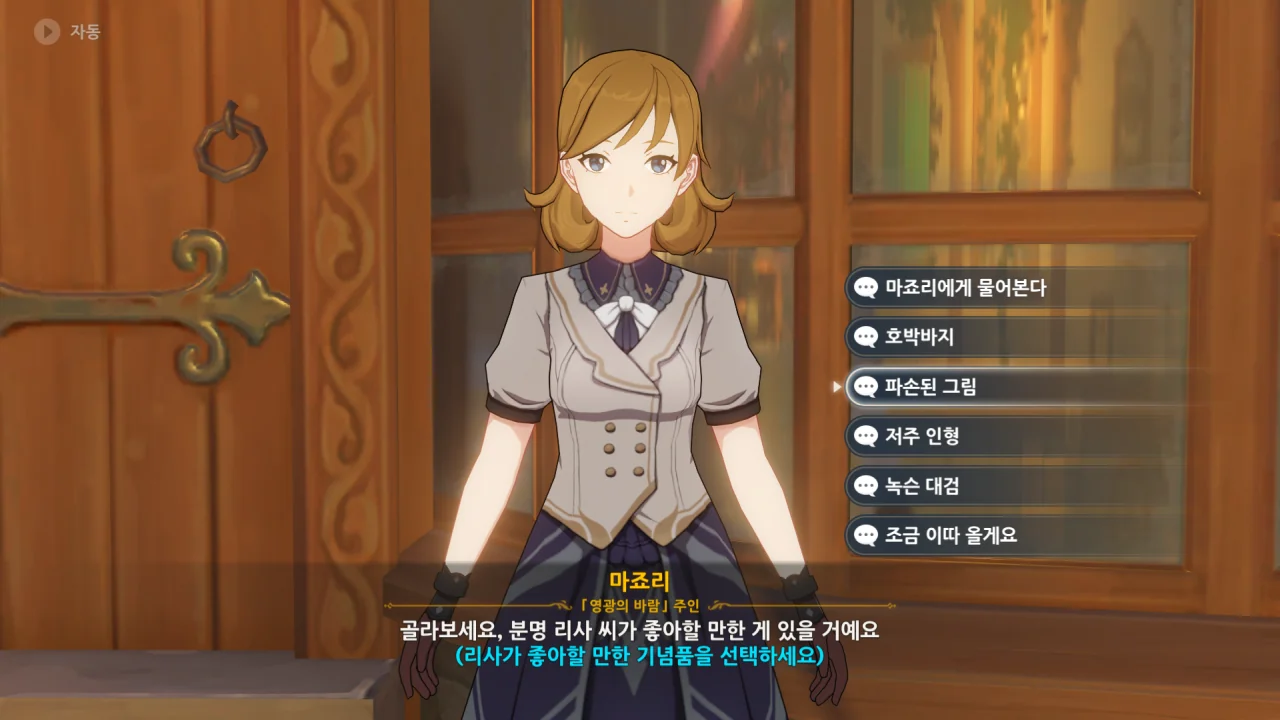 자동
마죠리에게 물어본다
호박바지
파손된 그림
저주 인형
녹슨 대검
조금 이따 올게요
마죠리
「영광의 바람」 주인
골라보세요, 분명 리사 씨가 좋아할 만한 게 있을 거예요
(리사가 좋아할 만한 기념품을 선택하세요)